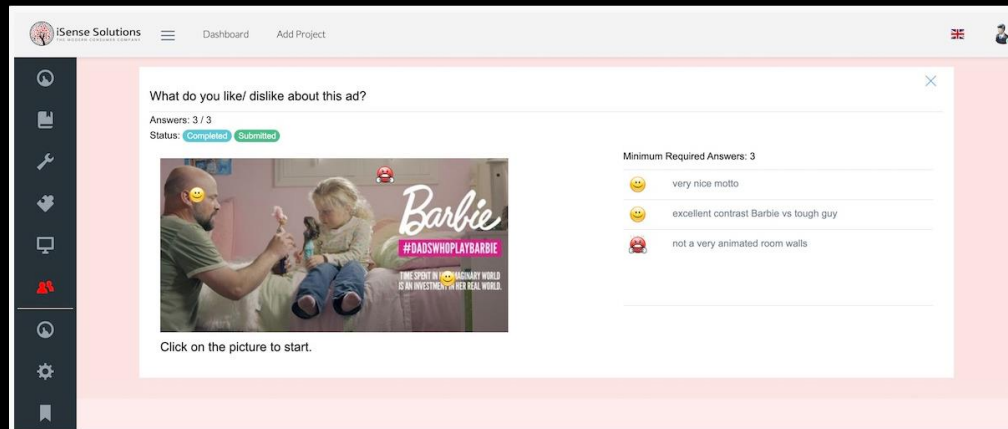 iSense Solutions
THE MODERN CONSUMER COMPANY
Dashboard
Add Project
What do you like/ dislike about this ad?
Answers: 3 / 3
Status: Completed Submitted
Barbie
#DADSWHOPLAYBARBIE
TIME SPENT IN IMAGINARY WORLD
IS AN INVESTMENT IN HER REAL WORLD.
Click on the picture to start.
Minimum Required Answers: 3
very nice motto
excellent contrast Barbie vs tough guy
not a very animated room walls